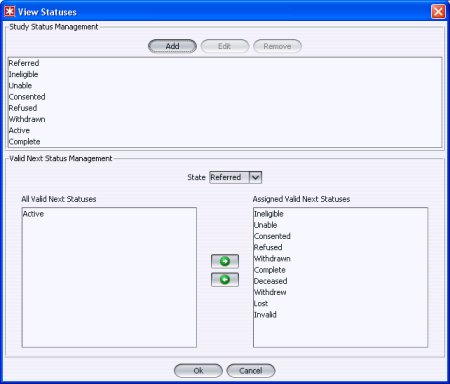 View Statuses
Study Status Management
Add Edit Remove
Referred
Ineligible
Unable
Consented
Refused
Withdrawn
Active
Complete
Valid Next Status Management
State Referred
All Valid Next Statuses
Active
Assigned Valid Next Statuses
Ineligible
Unable
Consented
Refused
Withdrawn
Complete
Deceased
Withdrew
Lost
Invalid
Ok Cancel